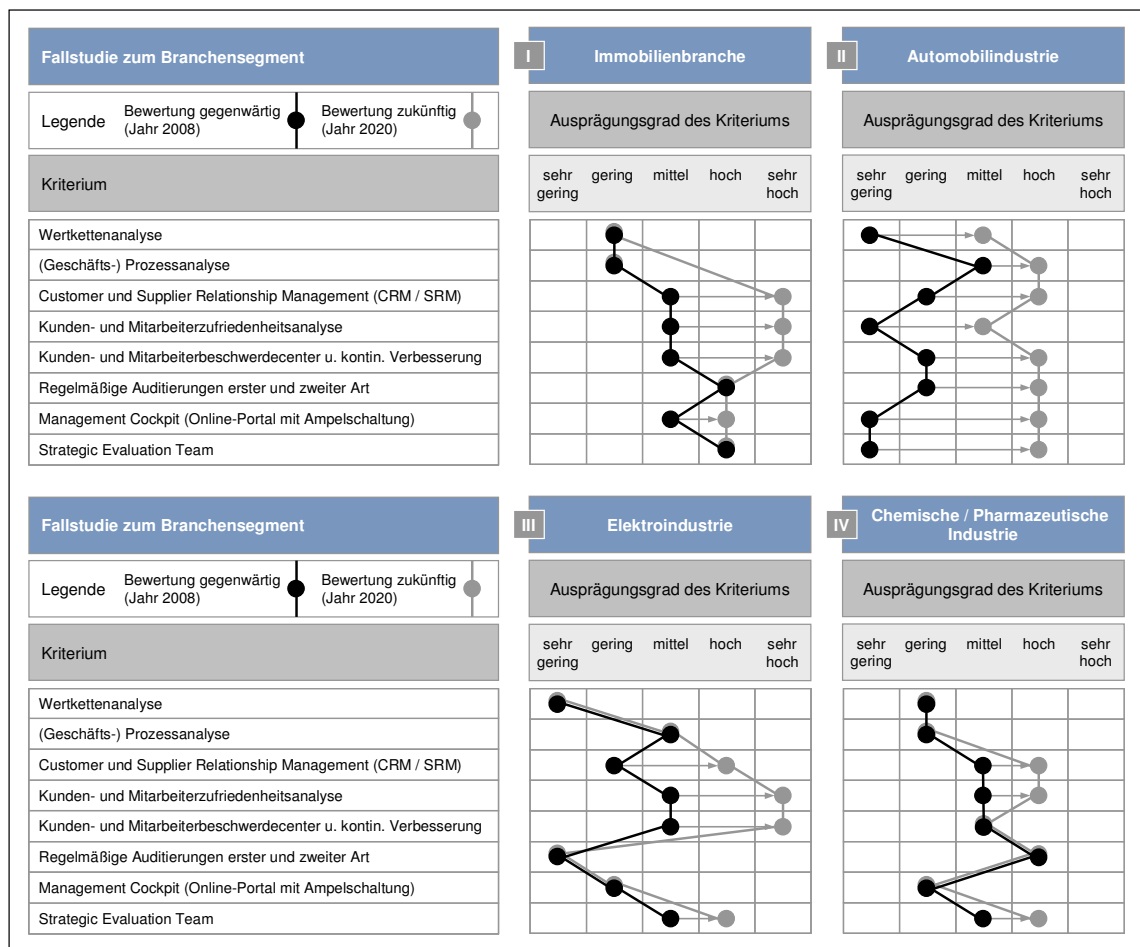 Fallstudie zum Branchensegment
I
Immobilienbranche
II
Automobilindustrie
Legende
Bewertung gegenwärtig
(Jahr 2008)
Bewertung zukünftig
(Jahr 2020)
Ausprägungsgrad des Kriteriums
Ausprägungsgrad des Kriteriums
Kriterium
sehr
gering
gering
mittel
hoch
sehr
hoch
sehr
gering
gering
mittel
hoch
sehr
hoch
Wertkettenanalyse
(Geschäfts-) Prozessanalyse
Customer und Supplier Relationship Management (CRM / SRM)
Kunden- und Mitarbeiterzufriedenheitsanalyse
Kunden- und Mitarbeiterbeschwerdecenter u. kontin. Verbesserung
Regelmäßige Auditierungen erster und zweiter Art
Management Cockpit (Online-Portal mit Ampelschaltung)
Strategic Evaluation Team
Fallstudie zum Branchensegment
III
Elektroindustrie
IV
Chemische / Pharmazeutische
Industrie
Legende
Bewertung gegenwärtig
(Jahr 2008)
Bewertung zukünftig
(Jahr 2020)
Ausprägungsgrad des Kriteriums
Ausprägungsgrad des Kriteriums
Kriterium
sehr
gering
gering
mittel
hoch
sehr
hoch
sehr
gering
gering
mittel
hoch
sehr
hoch
Wertkettenanalyse
(Geschäfts-) Prozessanalyse
Customer und Supplier Relationship Management (CRM / SRM)
Kunden- und Mitarbeiterzufriedenheitsanalyse
Kunden- und Mitarbeiterbeschwerdecenter u. kontin. Verbesserung
Regelmäßige Auditierungen erster und zweiter Art
Management Cockpit (Online-Portal mit Ampelschaltung)
Strategic Evaluation Team